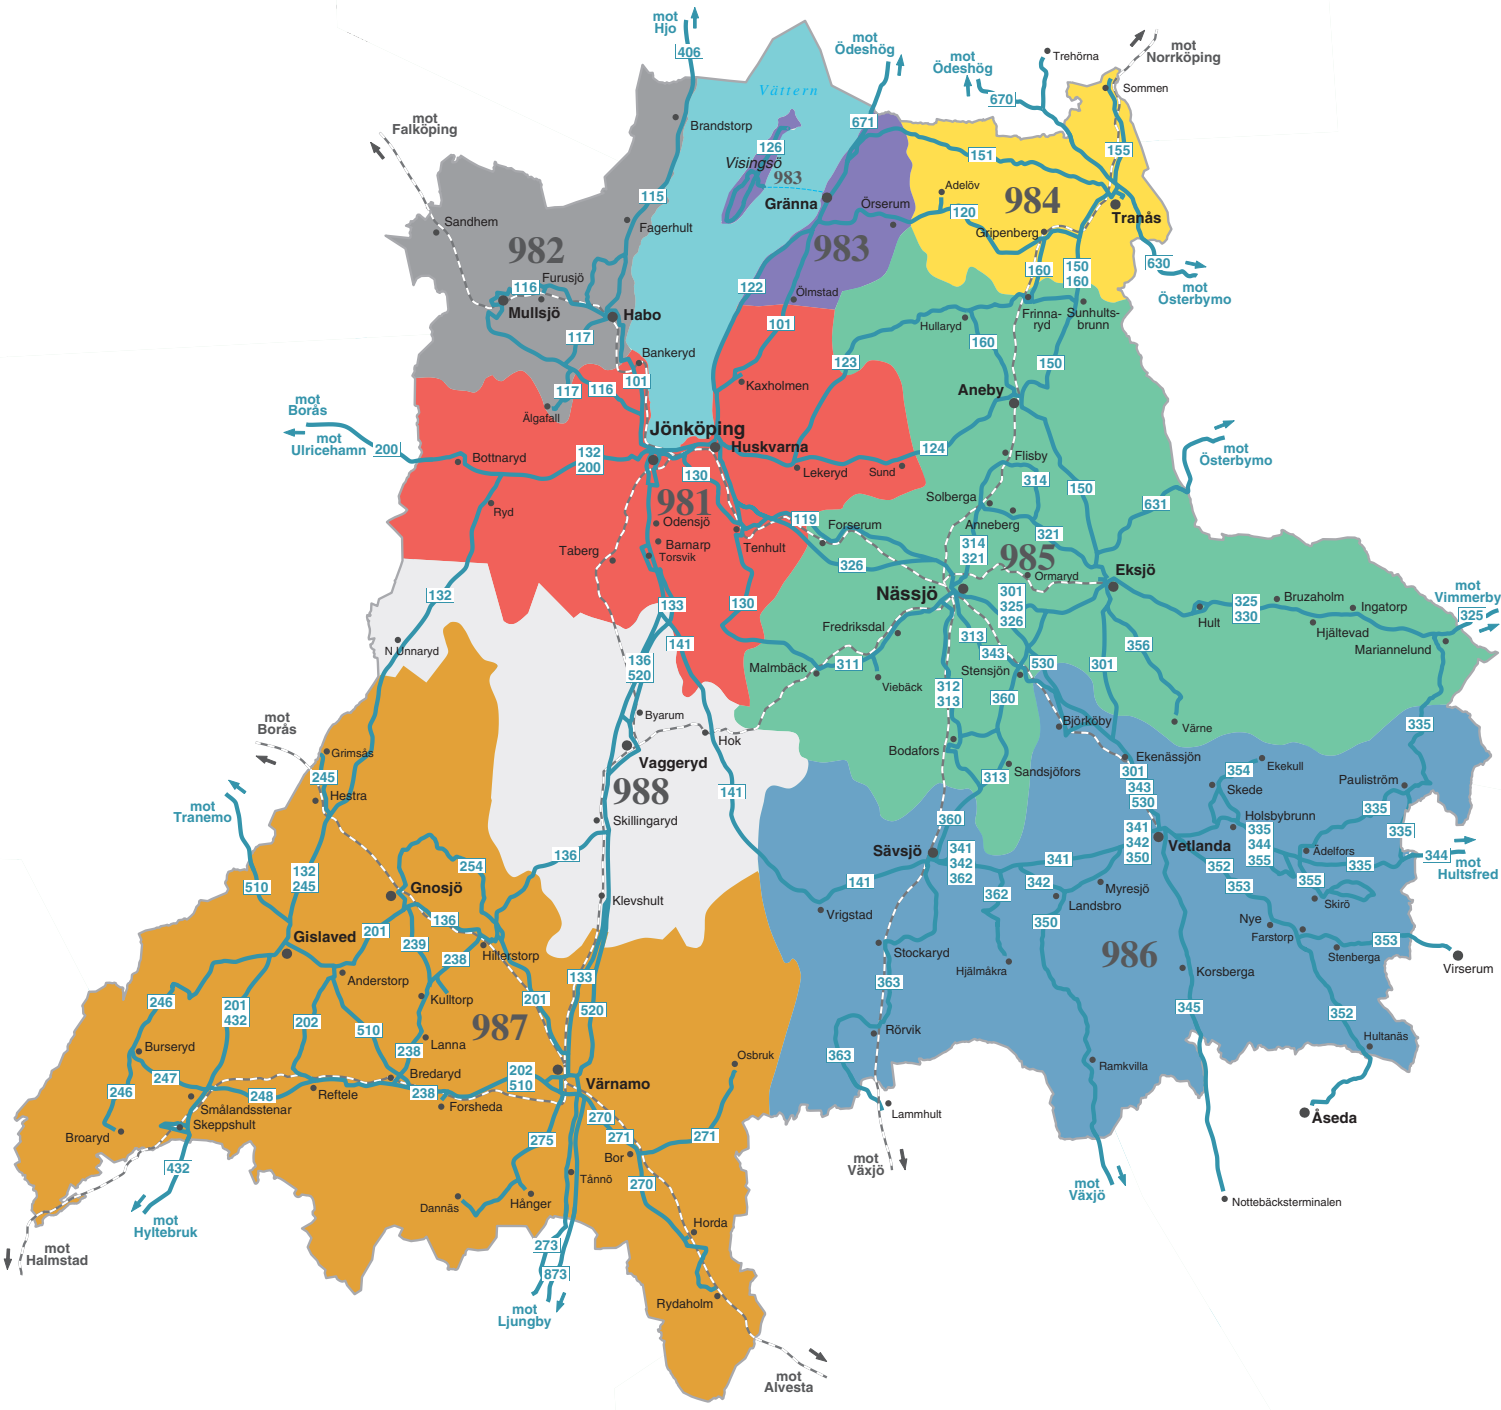 mot
Hjo
406
mot
Ödeshög
mot
Ödeshög
Trehörna
mot
Norrköping
670
Sommen
Vättern
mot
Falköping
Brandstorp
671
126
Visingsö
983
151
155
115
Adelöv
984
Gränna
Örserum
120
Tranås
Sandhem
Fagerhult
Gripenberg
982
983
630
mot
Österbymo
Furusjö
116
160
150
160
122
Ölmstad
Mullsjö
Habo
Frinna-
ryd
Sunhults-
brunn
Hullaryd
101
117
160
Bankeryd
123
150
101
Kaxholmen
117
116
Aneby
mot
Borås
Älgafall
mot
Ulricehamn
200
Jönköping
Huskvarna
124
mot
Österbymo
132
200
Bottnaryd
Flisby
Lekeryd
Sund
130
314
150
981
Ryd
Solberga
631
Anneberg
119
Odensjö
Forserum
321
Barnarp
Torsvik
Tenhult
314
321
985
Taberg
326
Ormaryd
Eksjö
Nässjö
mot
Vimmerby
132
133
130
301
325
326
325
330
Bruzaholm
Ingatorp
325
Hult
Hjältevad
Fredriksdal
313
Mariannelund
N Unnaryd
141
343
356
136
520
Malmbäck
311
Stensjön
530
301
Viebäck
312
313
360
Byarum
Björköby
Värne
335
mot
Borås
Hok
Grimsås
Vaggeryd
Bodafors
Ekenässjön
245
Sandsjöfors
301
354
Ekekull
Hestra
988
141
313
343
Skede
Pauliström
530
mot
Tranemo
Skillingaryd
360
Holsbybrunn
335
341
342
350
335
344
355
335
Sävsjö
341
342
362
Vetlanda
Ädelfors
136
341
352
335
344
mot
Hultsfred
254
132
245
510
Gnosjö
141
342
Myresjö
353
355
362
Landsbro
Klevshult
Vrigstad
Skirö
136
350
Nye
201
Farstorp
Gislaved
239
353
238
Hillerstorp
Stockaryd
986
Stenberga
Virserum
Anderstorp
133
Hjälmåkra
Korsberga
363
246
201
432
Kulltorp
201
520
345
352
202
510
987
Rörvik
Hultanäs
Burseryd
Lanna
238
Osbruk
363
Ramkvilla
247
Bredaryd
202
510
Värnamo
246
248
Reftele
238
Forsheda
Smålandsstenar
270
Lammhult
Åseda
Skeppshult
Broaryd
275
271
271
432
Bor
mot
Växjö
Tånnö
270
mot
Växjö
Dannäs
Hånger
Nottebäcksterminalen
mot
Hyltebruk
Horda
mot
Halmstad
273
873
Rydaholm
mot
Ljungby
mot
Alvesta